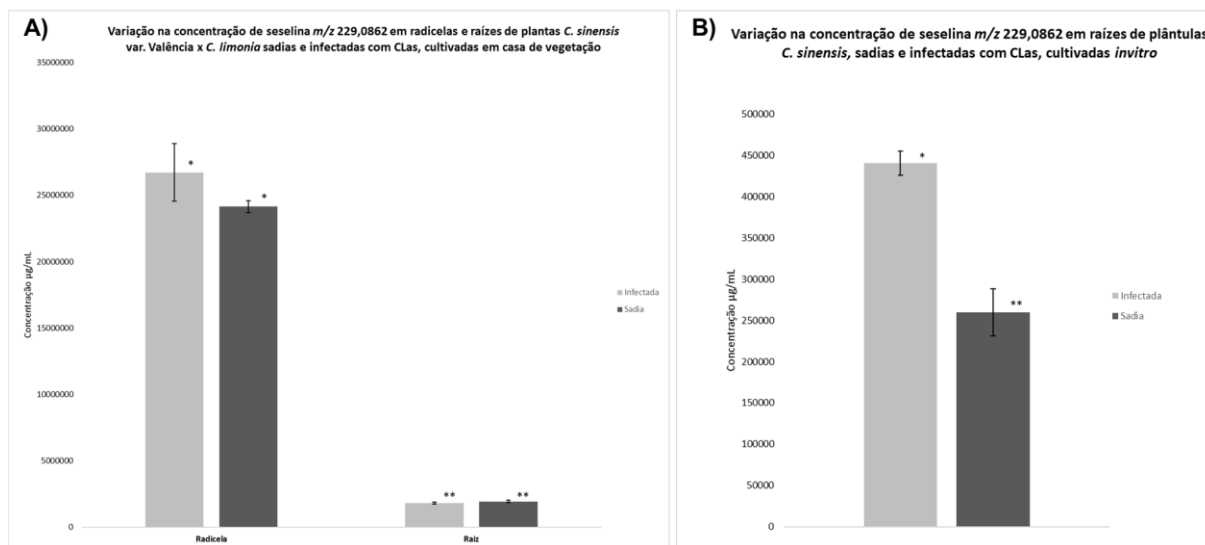 A)
Variação na concentração de seselina m/z 229,0862 em radicelas e raízes de plantas C. sinensis
var. Valência x C. limonia sadias e infectadas com CLas, cultivadas em casa de vegetação
35000000
30000000
25000000
20000000
15000000
10000000
5000000
0
Concentração µg/mL
*
*
**
**
Radicela
Raiz
Infectada
Sadia
B)
Variação na concentração de seselina m/z 229,0862 em raízes de plântulas
C. sinensis, sadias e infectadas com CLas, cultivadas invitro
500000
450000
400000
350000
300000
250000
200000
150000
100000
50000
0
Concentração µg/mL
*
**
Infectada
Sadia